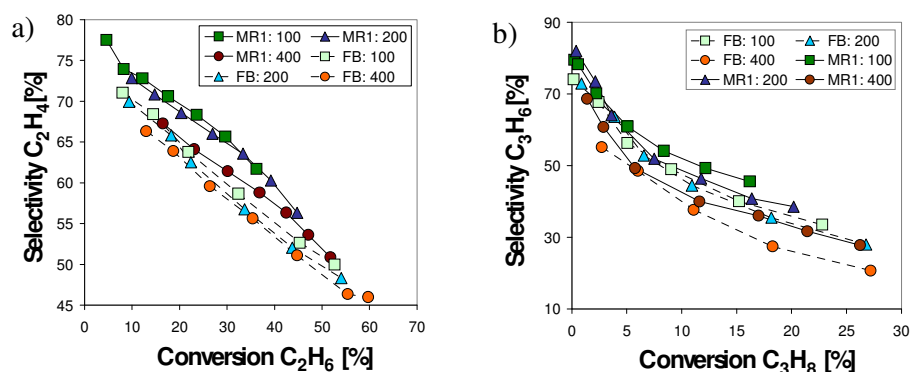 a)
Selectivity C2H4[%]
80
75
70
65
60
55
50
45
MR1: 100 MR1: 200
MR1: 400 FB: 100
FB: 200 FB: 400
0 10 20 30 40 50 60 70
Conversion C2H6 [%]
b)
Selectivity C3H6[%]
90
70
50
30
10
FB: 100 FB: 200
FB: 400 MR1: 100
MR1: 200 MR1: 400
0 5 10 15 20 25 30
Conversion C3H8 [%]